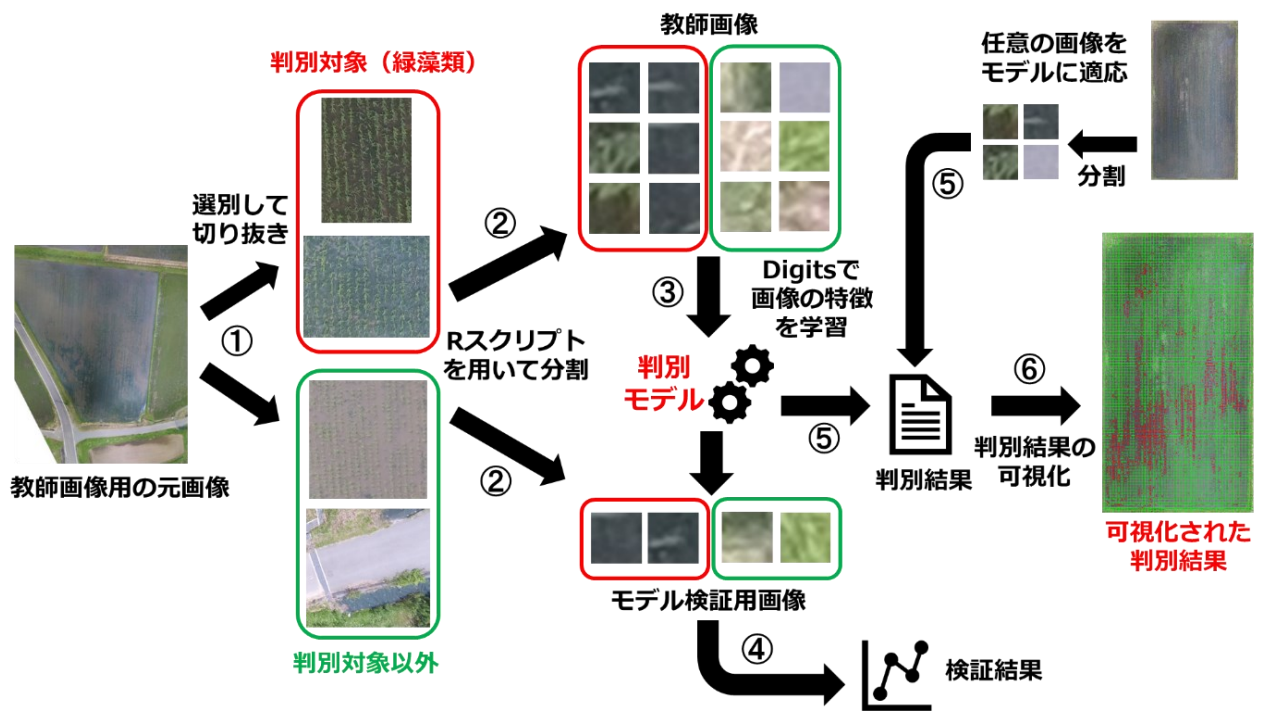 教師画像
任意の画像を
モデルに適応
判別対象（緑藻類）
分割
⑤
選別して
切り抜き
②
①
③
Digitsで
画像の特徴
を学習
Rスクリプト
を用いて分割
判別
モデル
⑤
⑥
判別結果
判別結果の
可視化
教師画像用の元画像
②
可視化された
判別結果
モデル検証用画像
判別対象以外
④
検証結果